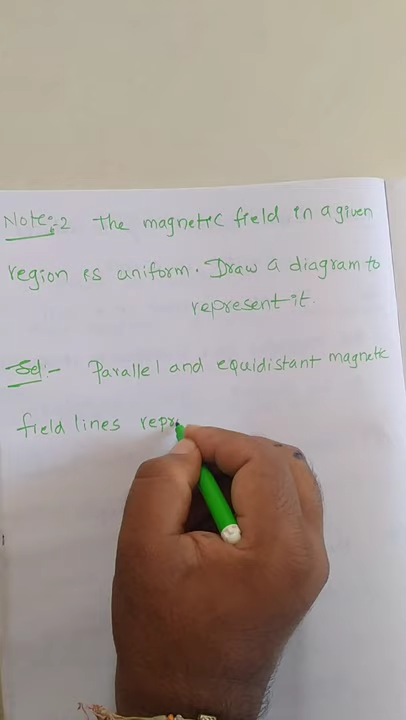 Note:-2 The magnetic field in a given
region is uniform. Draw a diagram to
represent it.
Sol:- Parallel and equidistant magnetic
field lines repr